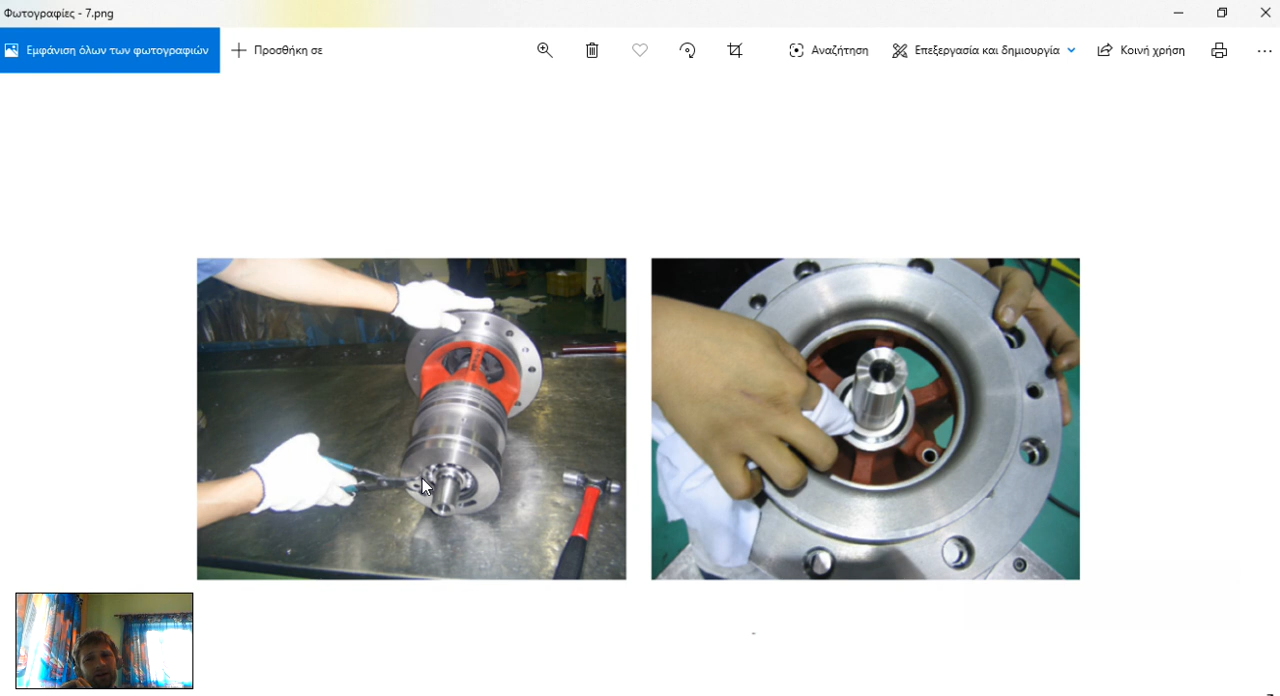 Φωτογραφίες - 7.png
Εμφάνιση όλων των φωτογραφιών
Προσθήκη σε
Αναζήτηση
Επεξεργασία και δημιουργία
Κοινή χρήση